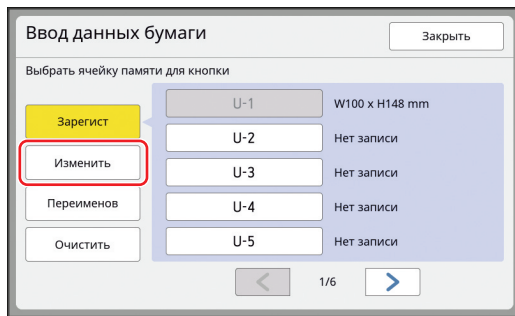 Ввод данных бумаги
Закрыть
Выбрать ячейку памяти для кнопки
Зарегист
Изменить
Переименов
Очистить
U-1 W100 x H148 mm
U-2 Нет записи
U-3 Нет записи
U-4 Нет записи
U-5 Нет записи
1/6